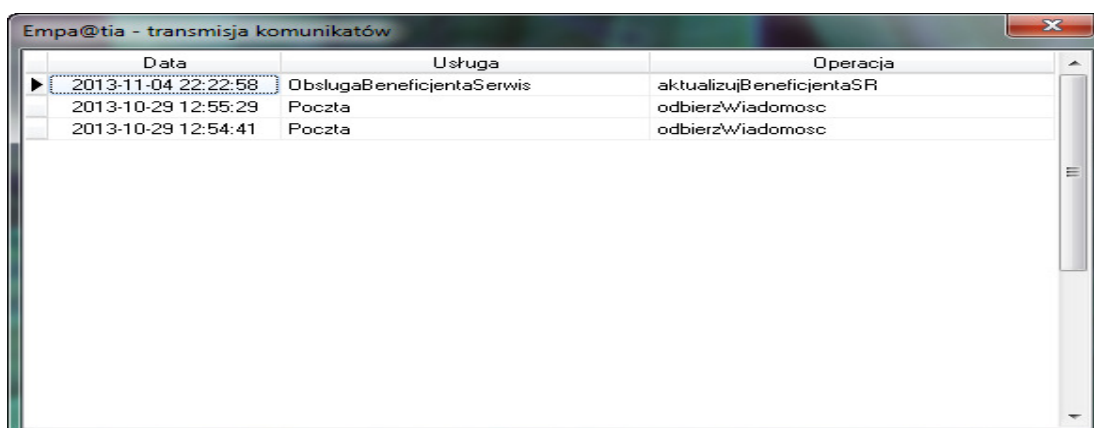 Empa@tia - transmisja komunikatów
Data Usługa Operacja
2013-11-04 22:22:58 ObslugaBeneficjentaSerwis aktualizujBeneficjentaSR
2013-10-29 12:55:29 Poczta odbierzWiadomosc
2013-10-29 12:54:41 Poczta odbierzWiadomosc